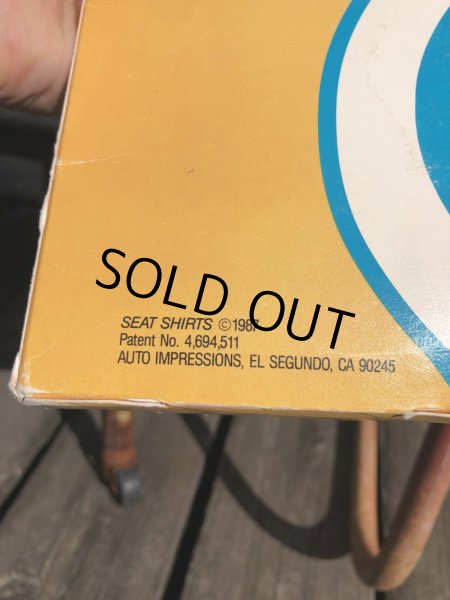 SOLD OUT
SEAT SHIRTS ©1987
Patent No. 4,694,511
AUTO IMPRESSIONS, EL SEGUNDO, CA 90245